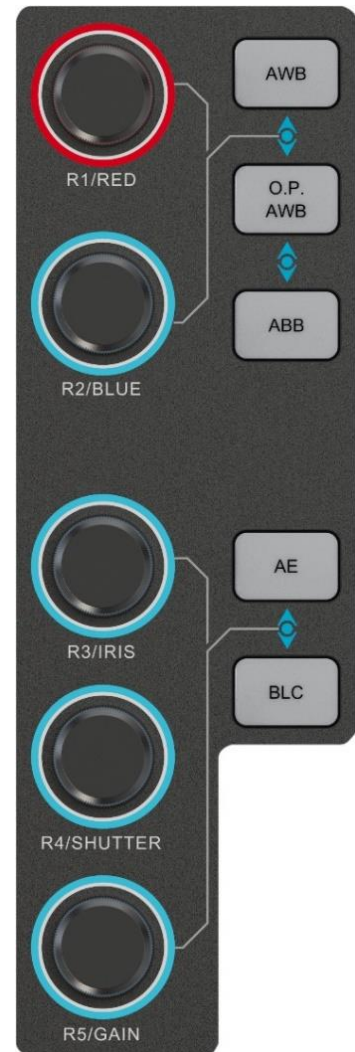 AWB
R1/RED
O.P.
AWB
R2/BLUE
ABB
AE
R3/IRIS
BLC
R4/SHUTTER
R5/GAIN